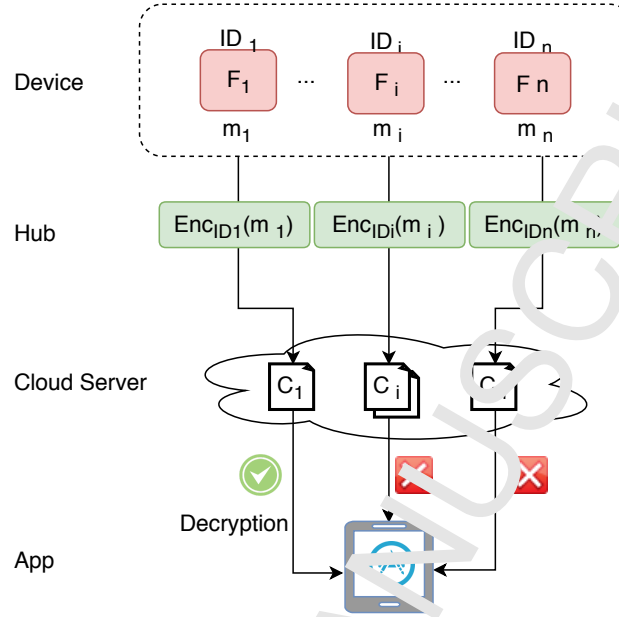 ID 1 ID i ID n
Device F1 ... F i ... F n
m1 m i m n
Hub EncID1(m 1) EncIDi(m i ) EncIDn(m n)
Cloud Server C1 C i
Decryption
App